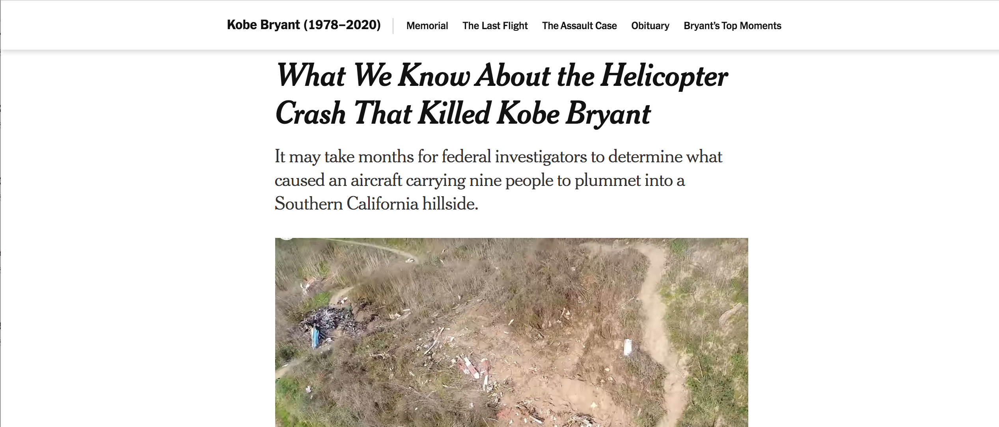 Kobe Bryant (1978–2020) Memorial The Last Flight The Assault Case Obituary Bryant’s Top Moments
What We Know About the Helicopter
Crash That Killed Kobe Bryant
It may take months for federal investigators to determine what
caused an aircraft carrying nine people to plummet into a
Southern California hillside.